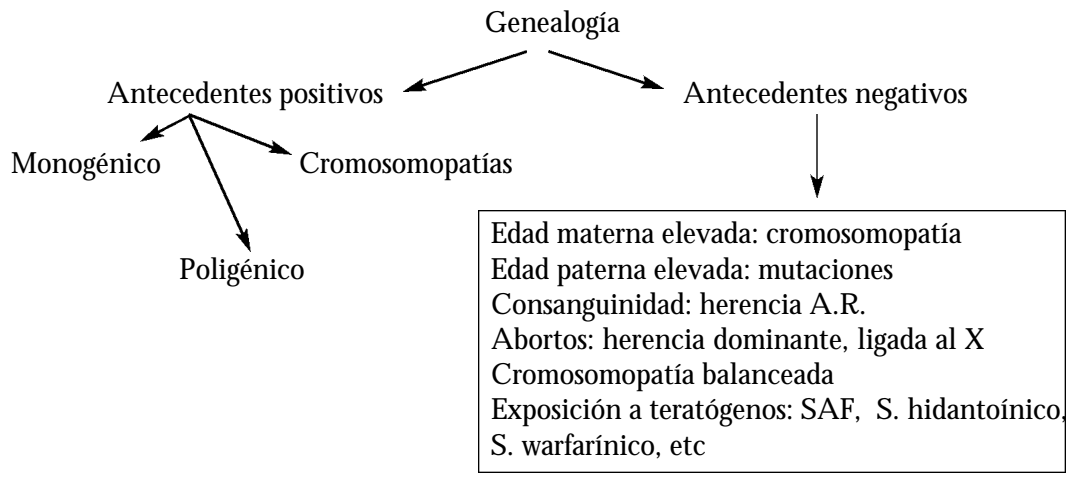 Genealogía
Antecedentes positivos
Antecedentes negativos
Monogénico
Cromosomopatías
Poligénico
Edad materna elevada: cromosomopatía
Edad paterna elevada: mutaciones
Consanguinidad: herencia A.R.
Abortos: herencia dominante, ligada al X
Cromosomopatía balanceada
Exposición a teratógenos: SAF, S. hidantoínico,
S. warfarínico, etc